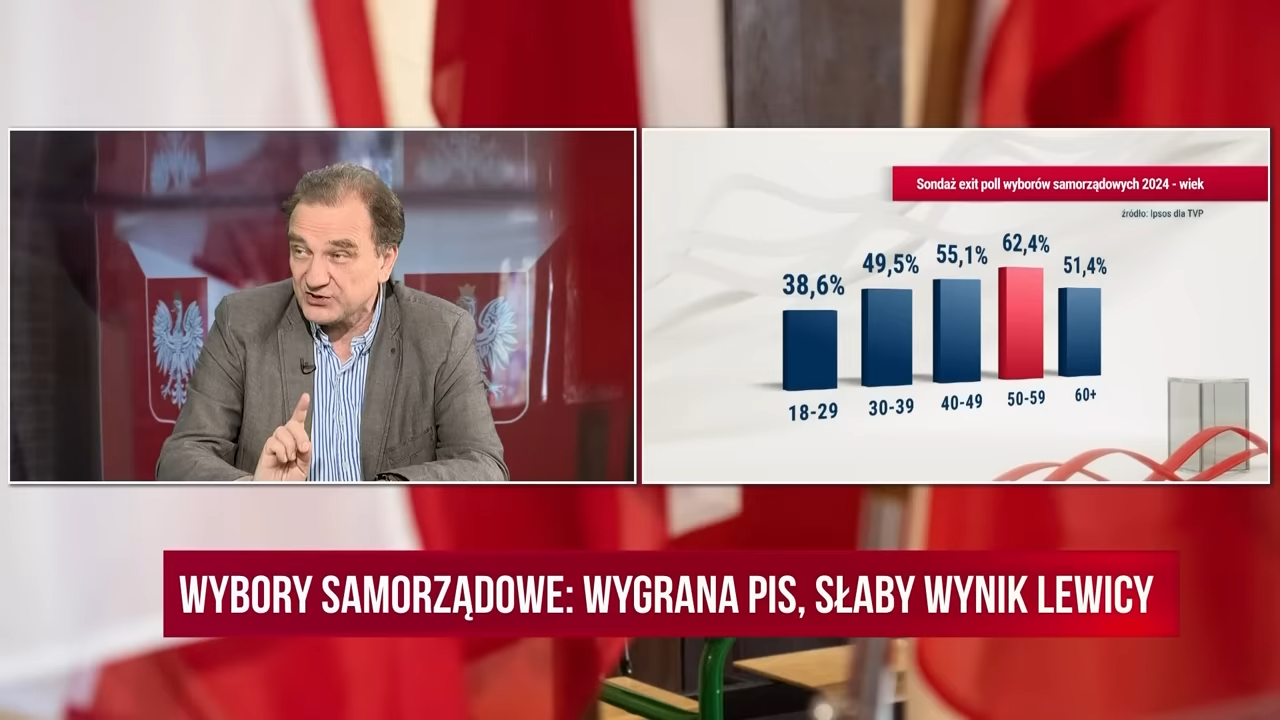 Sondaż exit poll wyborów samorządowych 2024 - wiek
źródło: Ipsos dla TVP
38,6% 49,5% 55,1% 62,4% 51,4%
18-29 30-39 40-49 50-59 60+
WYBORY SAMORZĄDOWE: WYGRANA PIS, SŁABY WYNIK LEWICY